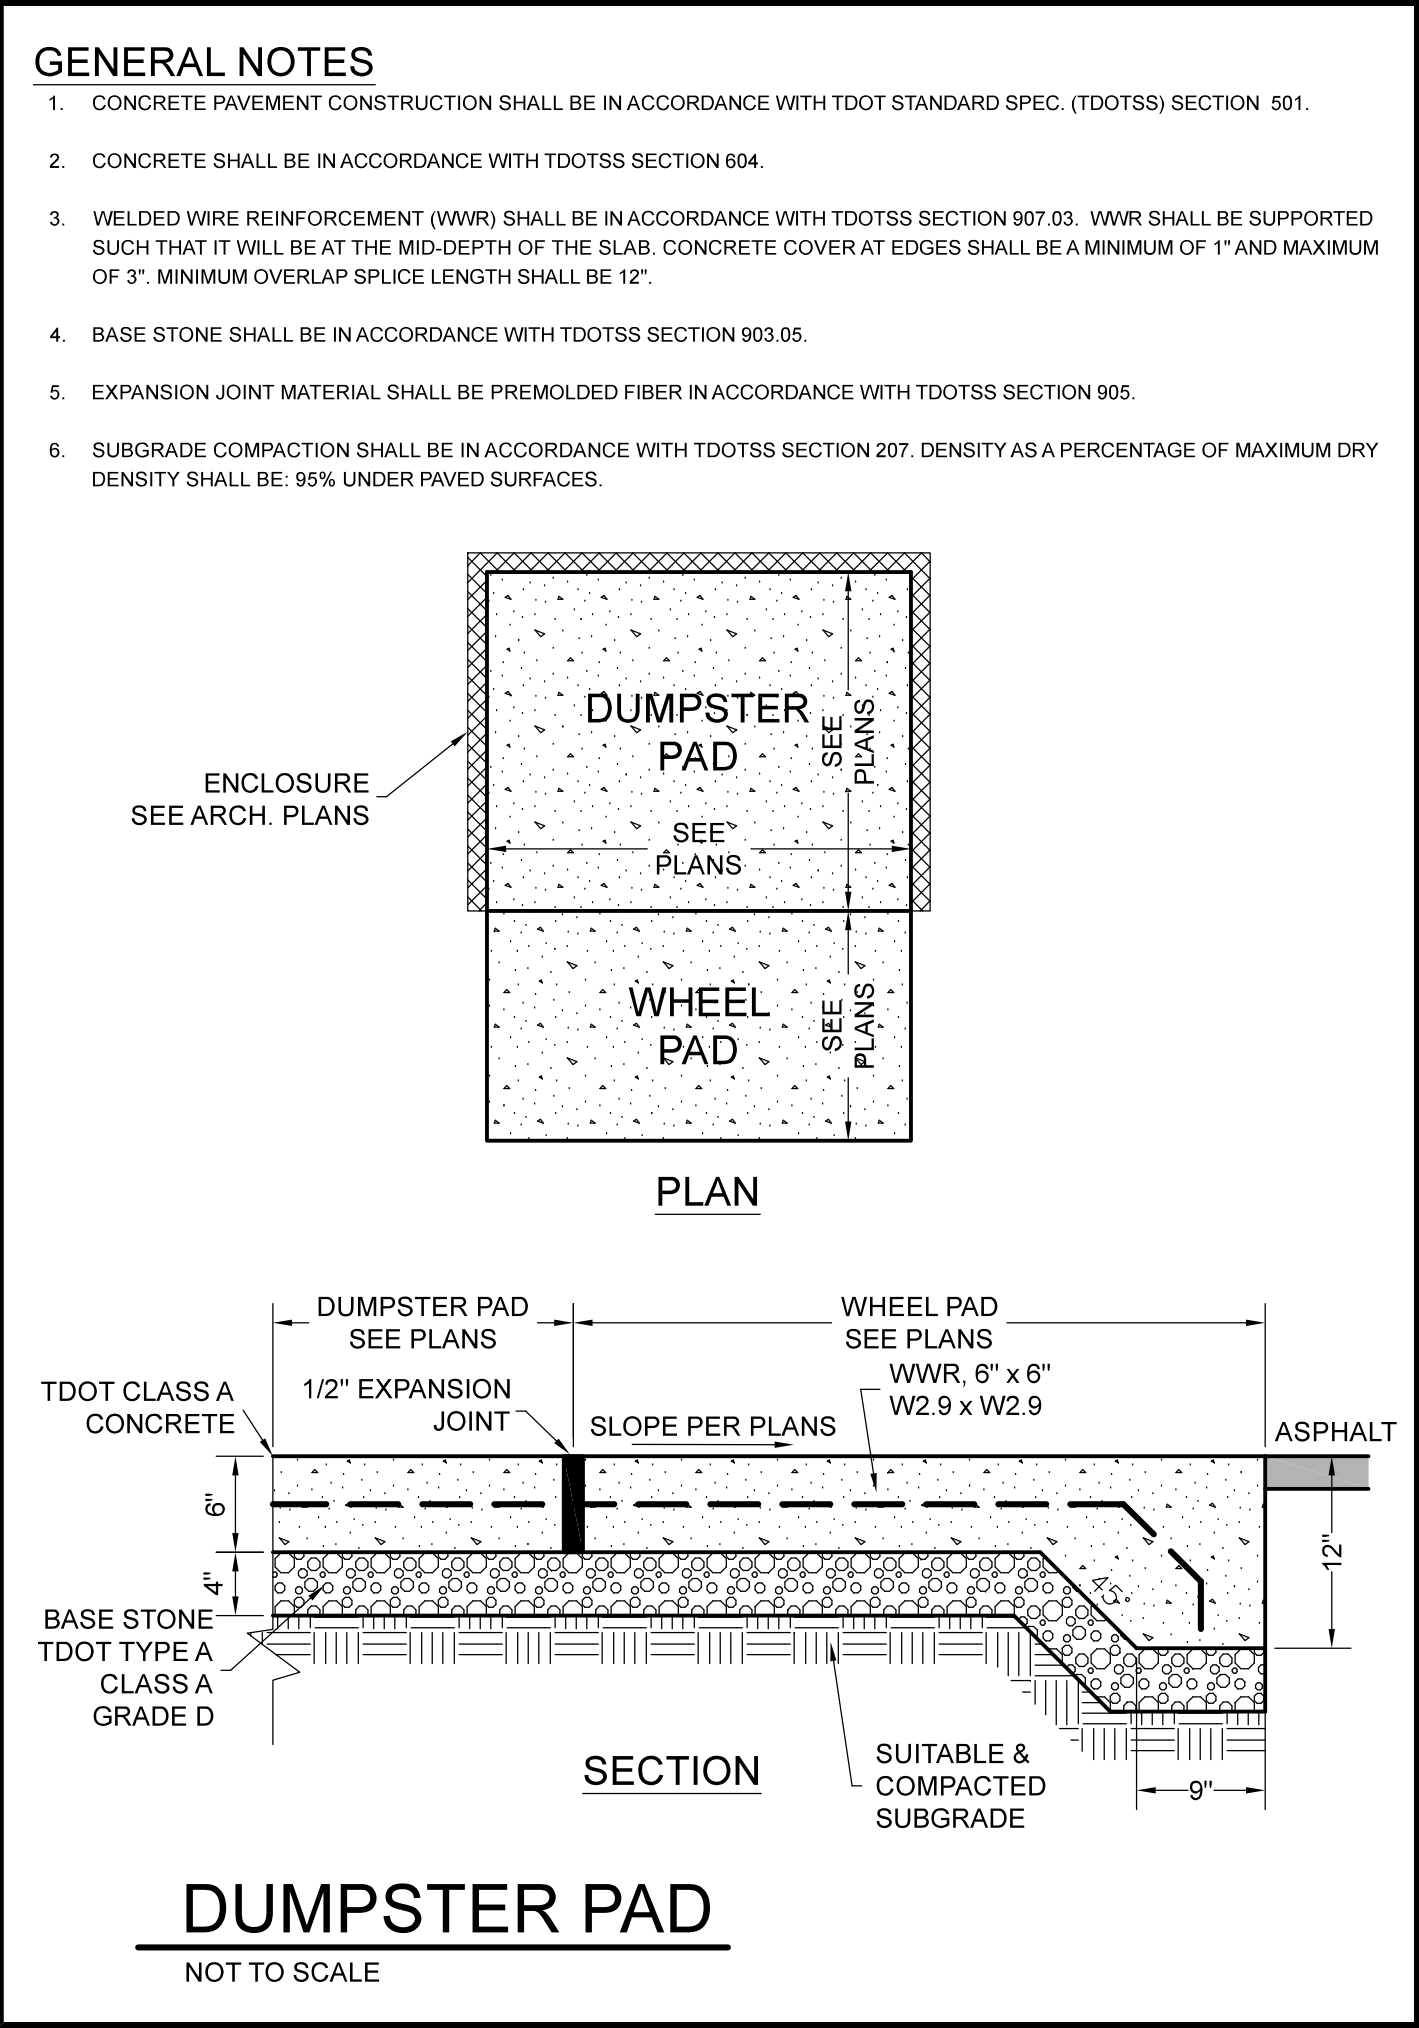 GENERAL NOTES
1. CONCRETE PAVEMENT CONSTRUCTION SHALL BE IN ACCORDANCE WITH TDOT STANDARD SPEC. (TDOTSS) SECTION 501.
2. CONCRETE SHALL BE IN ACCORDANCE WITH TDOTSS SECTION 604.
3. WELDED WIRE REINFORCEMENT (WWR) SHALL BE IN ACCORDANCE WITH TDOTSS SECTION 907.03. WWR SHALL BE SUPPORTED
SUCH THAT IT WILL BE AT THE MID-DEPTH OF THE SLAB. CONCRETE COVER AT EDGES SHALL BE A MINIMUM OF 1" AND MAXIMUM
OF 3". MINIMUM OVERLAP SPLICE LENGTH SHALL BE 12".
4. BASE STONE SHALL BE IN ACCORDANCE WITH TDOTSS SECTION 903.05.
5. EXPANSION JOINT MATERIAL SHALL BE PREMOLDED FIBER IN ACCORDANCE WITH TDOTSS SECTION 905.
6. SUBGRADE COMPACTION SHALL BE IN ACCORDANCE WITH TDOTSS SECTION 207. DENSITY AS A PERCENTAGE OF MAXIMUM DRY
DENSITY SHALL BE: 95% UNDER PAVED SURFACES.
DUMPSTER
PAD
SEE
PLANS
ENCLOSURE
SEE ARCH. PLANS
SEE
PLANS
WHEEL
PAD
SEE
PLANS
PLAN
DUMPSTER PAD
SEE PLANS
WHEEL PAD
SEE PLANS
WWR, 6" x 6"
W2.9 x W2.9
TDOT CLASS A
CONCRETE
1/2" EXPANSION
JOINT
SLOPE PER PLANS
ASPHALT
6"
12"
4"
45°
BASE STONE
TDOT TYPE A
CLASS A
GRADE D
SUITABLE &
COMPACTED
SUBGRADE
9"
SECTION
DUMPSTER PAD
NOT TO SCALE